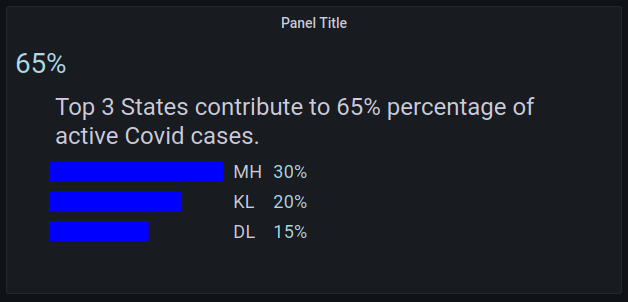 Panel Title
65%
Top 3 States contribute to 65% percentage of
active Covid cases.
MH 30%
KL 20%
DL 15%